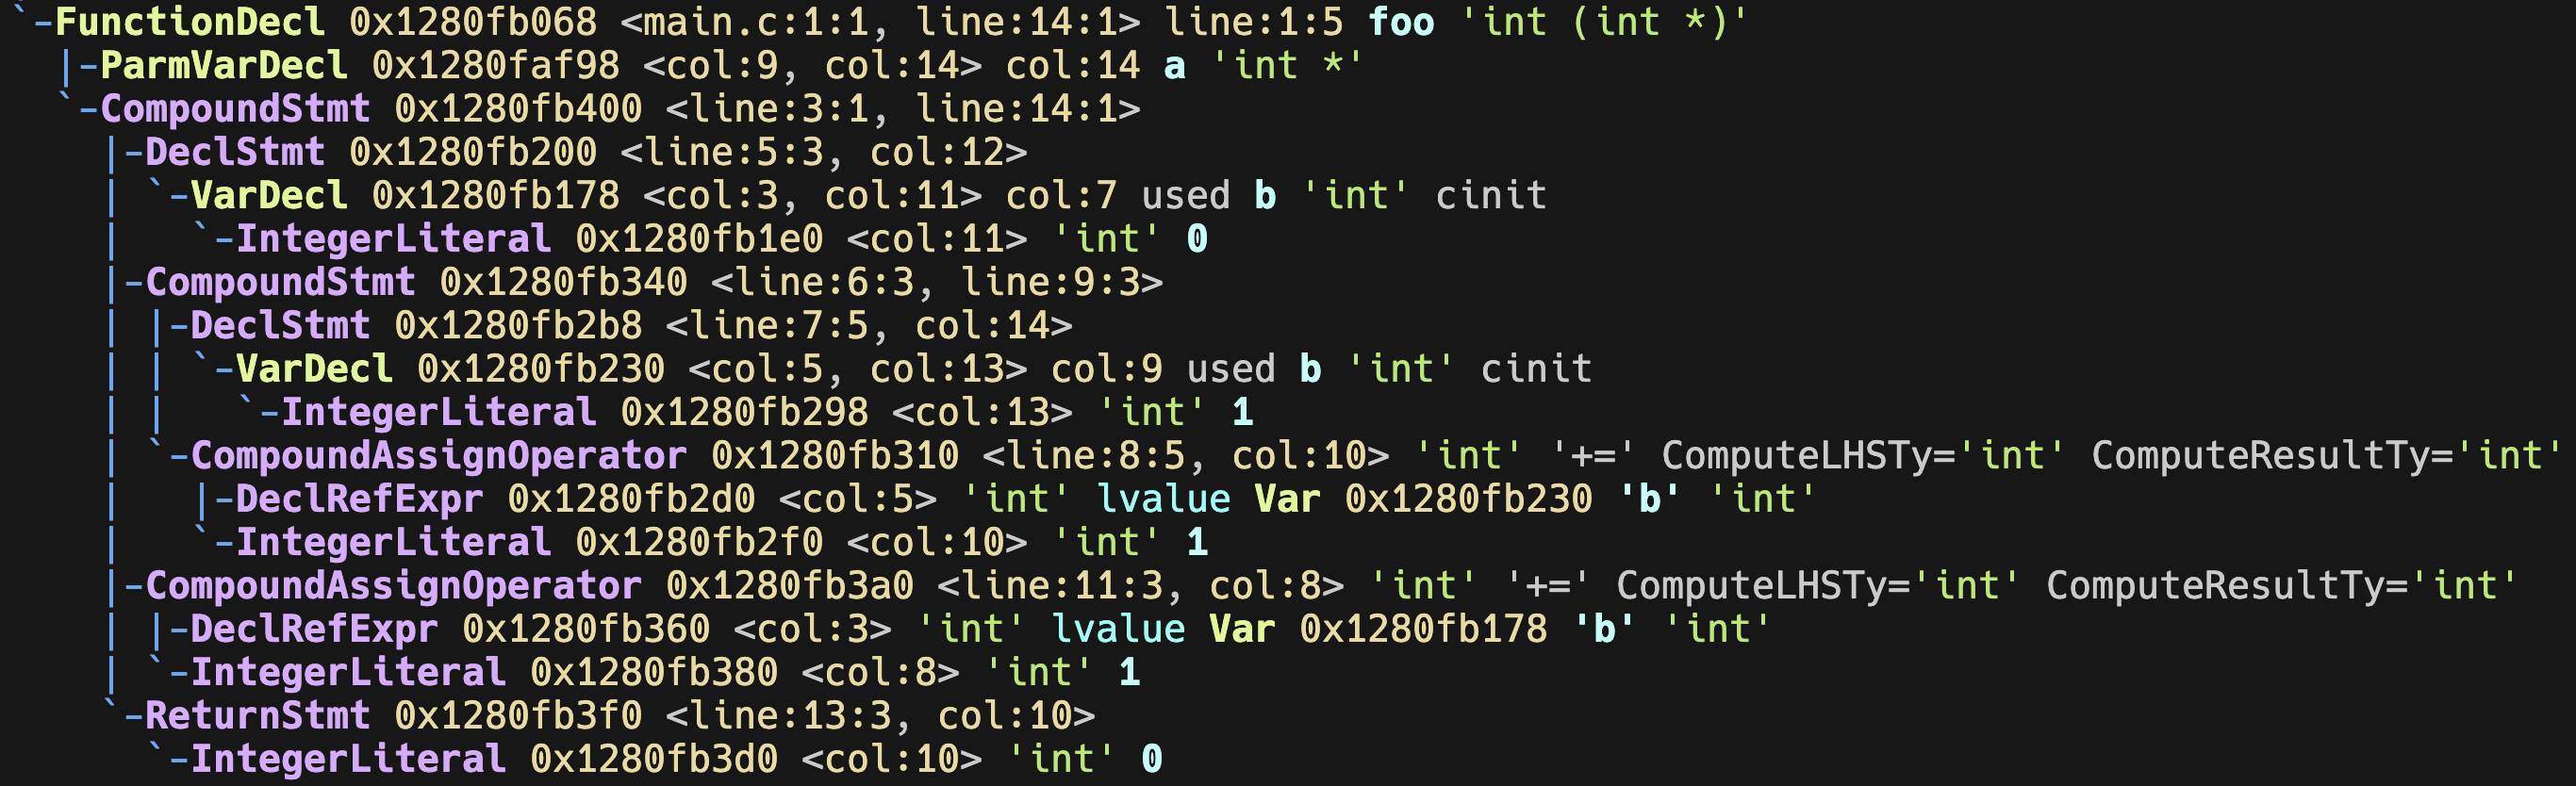 `-FunctionDecl 0x1280fb068 <main.c:1:1, line:14:1> line:1:5 foo 'int (int *)'
  |-ParmVarDecl 0x1280faf98 <col:9, col:14> col:14 a 'int *'
  `-CompoundStmt 0x1280fb400 <line:3:1, line:14:1>
    |-DeclStmt 0x1280fb200 <line:5:3, col:12>
    | `-VarDecl 0x1280fb178 <col:3, col:11> col:7 used b 'int' cinit
    |   `-IntegerLiteral 0x1280fb1e0 <col:11> 'int' 0
    |-CompoundStmt 0x1280fb340 <line:6:3, line:9:3>
    | |-DeclStmt 0x1280fb2b8 <line:7:5, col:14>
    | | `-VarDecl 0x1280fb230 <col:5, col:13> col:9 used b 'int' cinit
    | |   `-IntegerLiteral 0x1280fb298 <col:13> 'int' 1
    | `-CompoundAssignOperator 0x1280fb310 <line:8:5, col:10> 'int' '+=' ComputeLHSTy='int' ComputeResultTy='int'
    |   |-DeclRefExpr 0x1280fb2d0 <col:5> 'int' lvalue Var 0x1280fb230 'b' 'int'
    |   `-IntegerLiteral 0x1280fb2f0 <col:10> 'int' 1
    |-CompoundAssignOperator 0x1280fb3a0 <line:11:3, col:8> 'int' '+=' ComputeLHSTy='int' ComputeResultTy='int'
    | |-DeclRefExpr 0x1280fb360 <col:3> 'int' lvalue Var 0x1280fb178 'b' 'int'
    | `-IntegerLiteral 0x1280fb380 <col:8> 'int' 1
    `-ReturnStmt 0x1280fb3f0 <line:13:3, col:10>
      `-IntegerLiteral 0x1280fb3d0 <col:10> 'int' 0